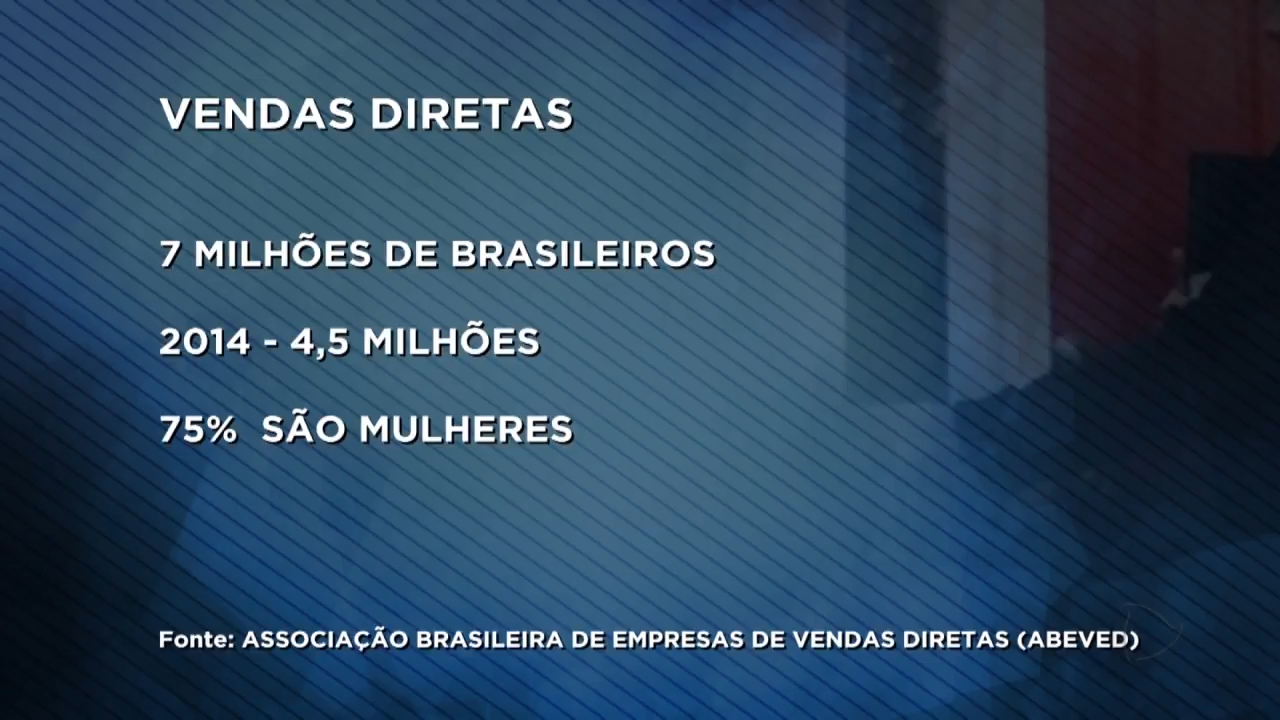 VENDAS DIRETAS
7 MILHÕES DE BRASILEIROS
2014 - 4,5 MILHÕES
75% SÃO MULHERES
Fonte: ASSOCIAÇÃO BRASILEIRA DE EMPRESAS DE VENDAS DIRETAS (ABEVED)